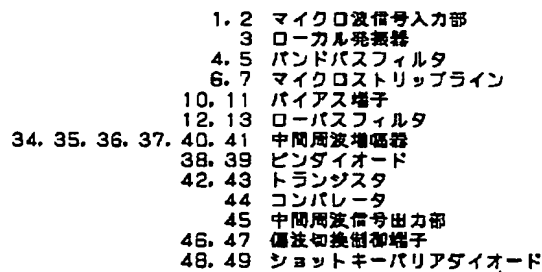 1, 2 マイクロ波信号入力部
3 ローカル発振器
4, 5 バンドパスフィルタ
6, 7 マイクロストリップライン
10, 11 バイアス端子
12, 13 ローパスフィルタ
34, 35, 36, 37, 40, 41 中間周波増幅器
38, 39 ピンダイオード
42, 43 トランジスタ
44 コンパレータ
45 中間周波信号出力部
46, 47 偏波切換制御端子
48, 49 ショットキーバリアダイオード